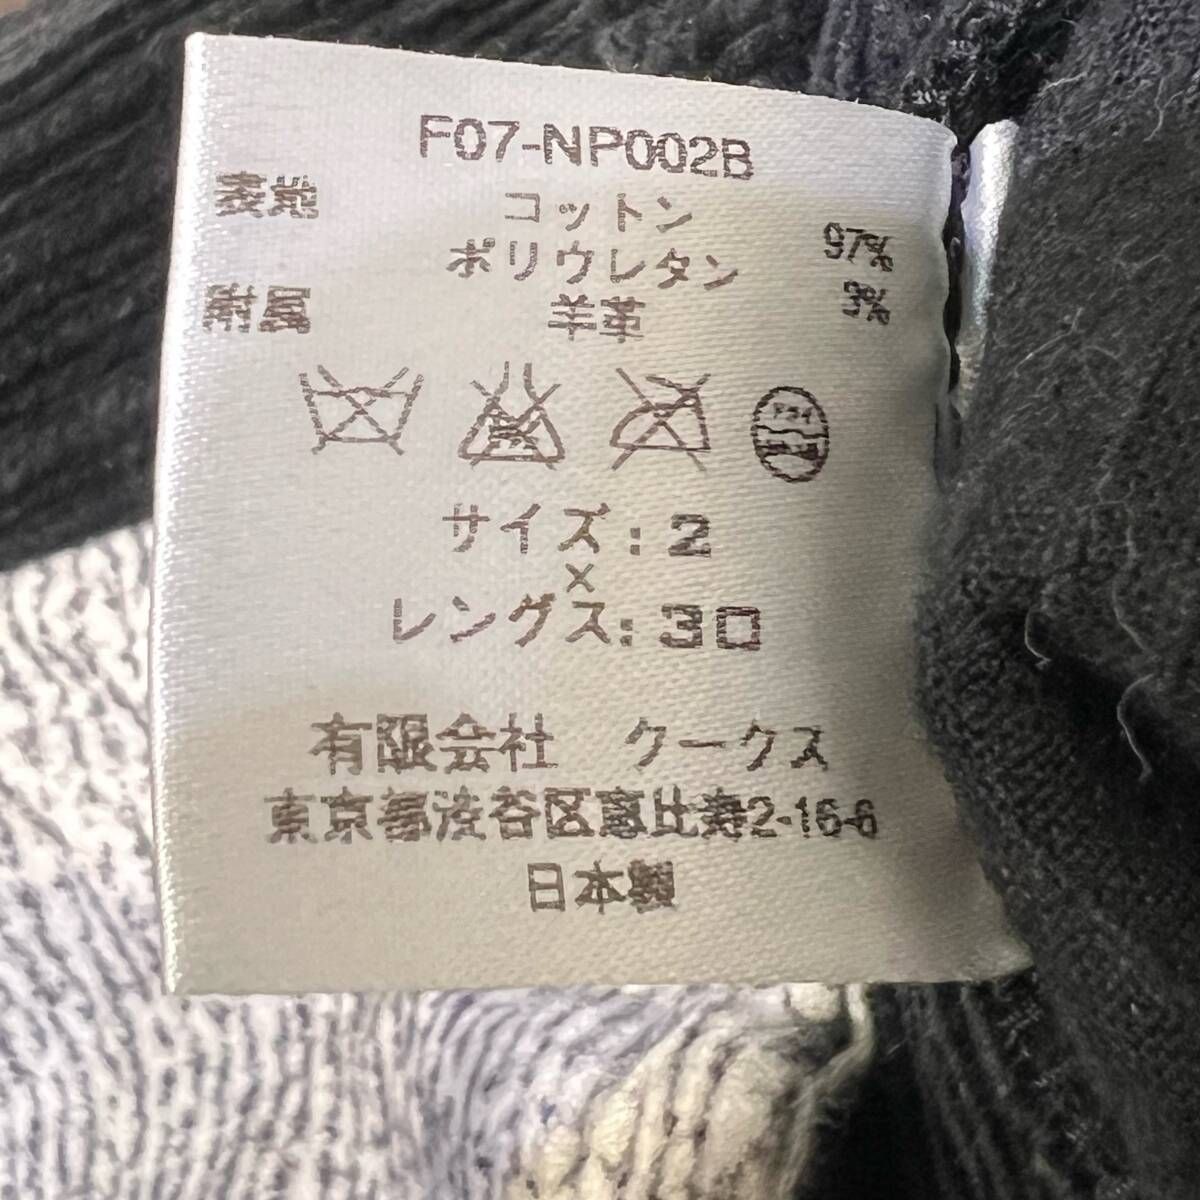 F07-NP002B
表地 コットン 97%
ポリウレタン 3%
附属 羊革
サイズ:2
×
レングス:30
有限会社 クークス
東京都渋谷区恵比寿2-16-6
日本製